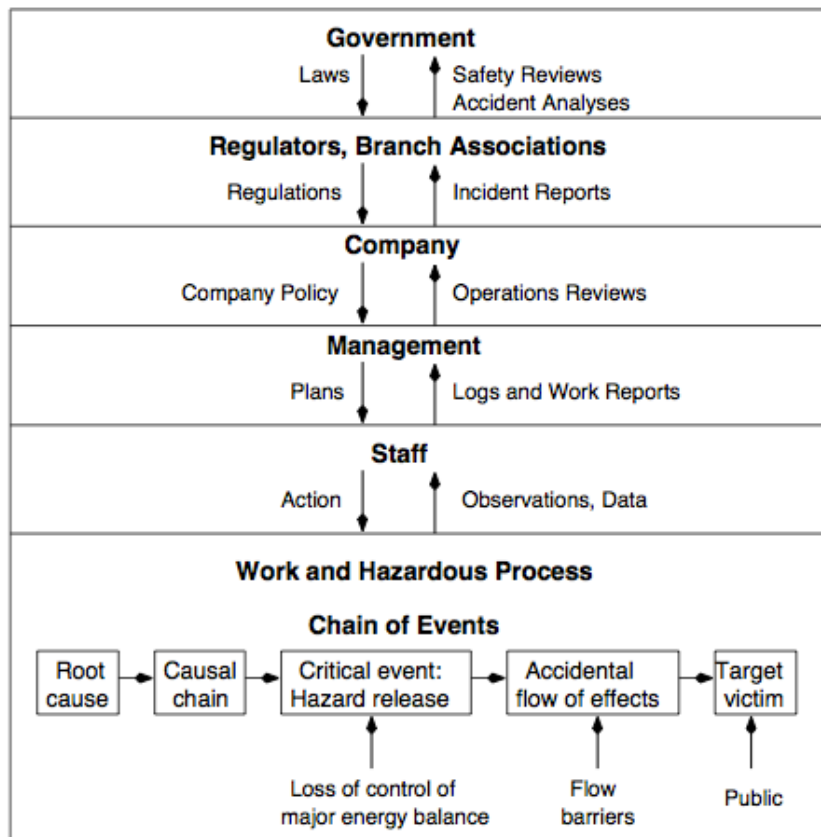 Government
Laws
Safety Reviews
Accident Analyses
Regulators, Branch Associations
Regulations
Incident Reports
Company
Company Policy
Operations Reviews
Management
Plans
Logs and Work Reports
Staff
Action
Observations, Data
Work and Hazardous Process
Chain of Events
Root
cause
Causal
chain
Critical event:
Hazard release
Accidental
flow of effects
Target
victim
Loss of control of
major energy balance
Flow
barriers
Public